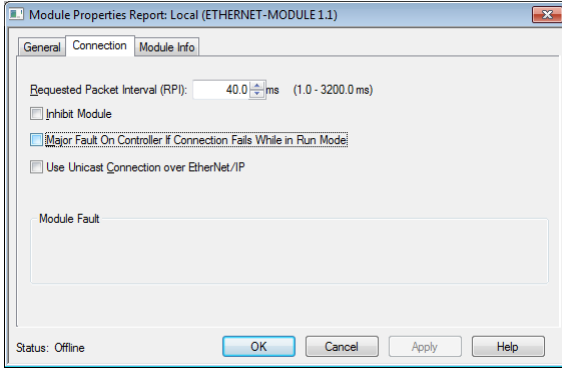 Module Properties Report: Local (ETHERNET-MODULE 1.1)
General Connection Module Info
Requested Packet Interval (RPI): 40.0 ms (1.0 - 3200.0 ms)
Inhibit Module
Major Fault On Controller If Connection Fails While in Run Mode
Use Unicast Connection over EtherNet/IP
Module Fault
Status: Offline OK Cancel Apply Help